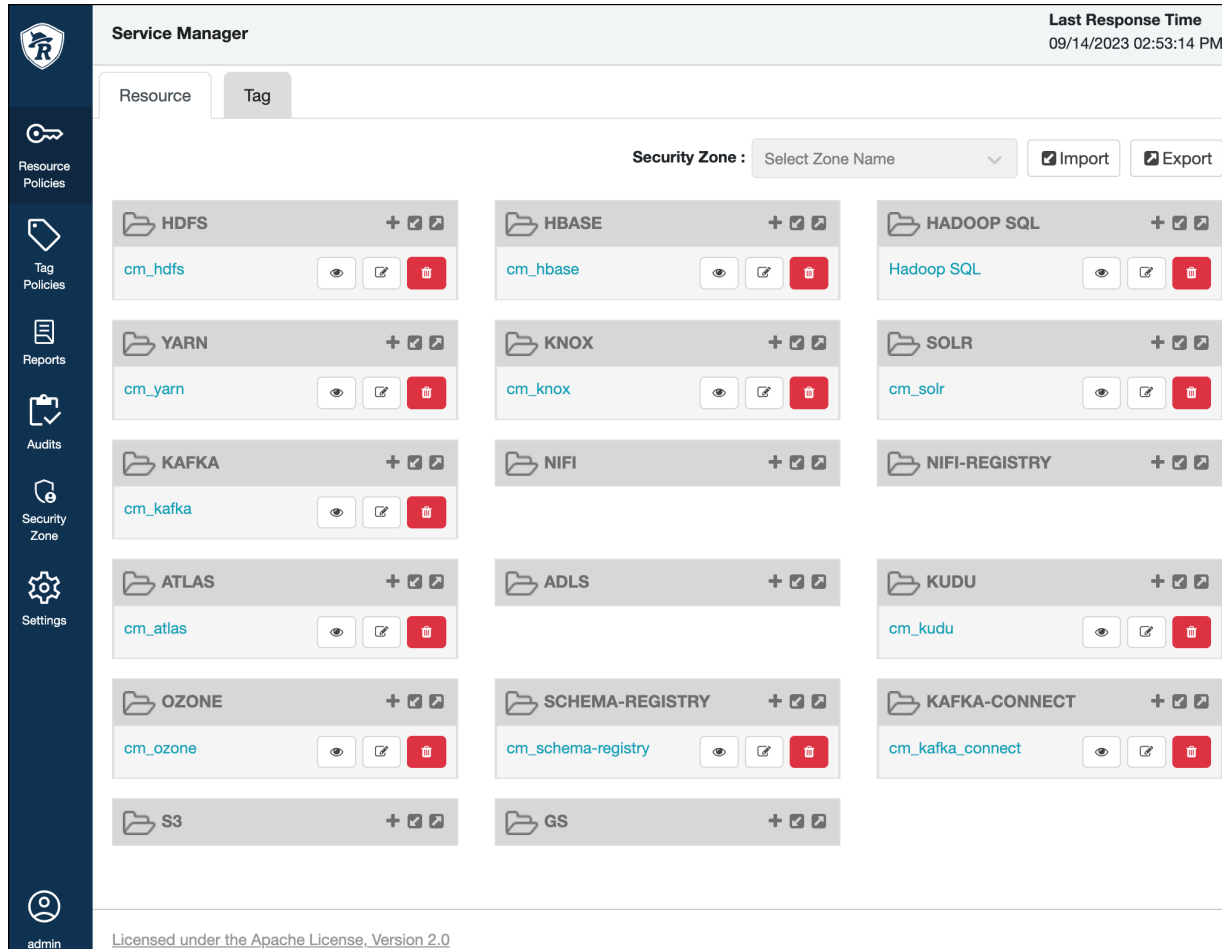 Service Manager
Last Response Time
09/14/2023 02:53:14 PM
Resource
Tag
Resource
Policies
Tag
Policies
Reports
Audits
Security
Zone
Settings
admin
Security Zone :
Select Zone Name
Import
Export
HDFS
cm_hdfs
HBASE
cm_hbase
HADOOP SQL
Hadoop SQL
YARN
cm_yarn
KNOX
cm_knox
SOLR
cm_solr
KAFKA
cm_kafka
NIFI
NIFI-REGISTRY
ATLAS
cm_atlas
ADLS
KUDU
cm_kudu
OZONE
cm_ozone
SCHEMA-REGISTRY
cm_schema-registry
KAFKA-CONNECT
cm_kafka_connect
S3
GS
Licensed under the Apache License, Version 2.0